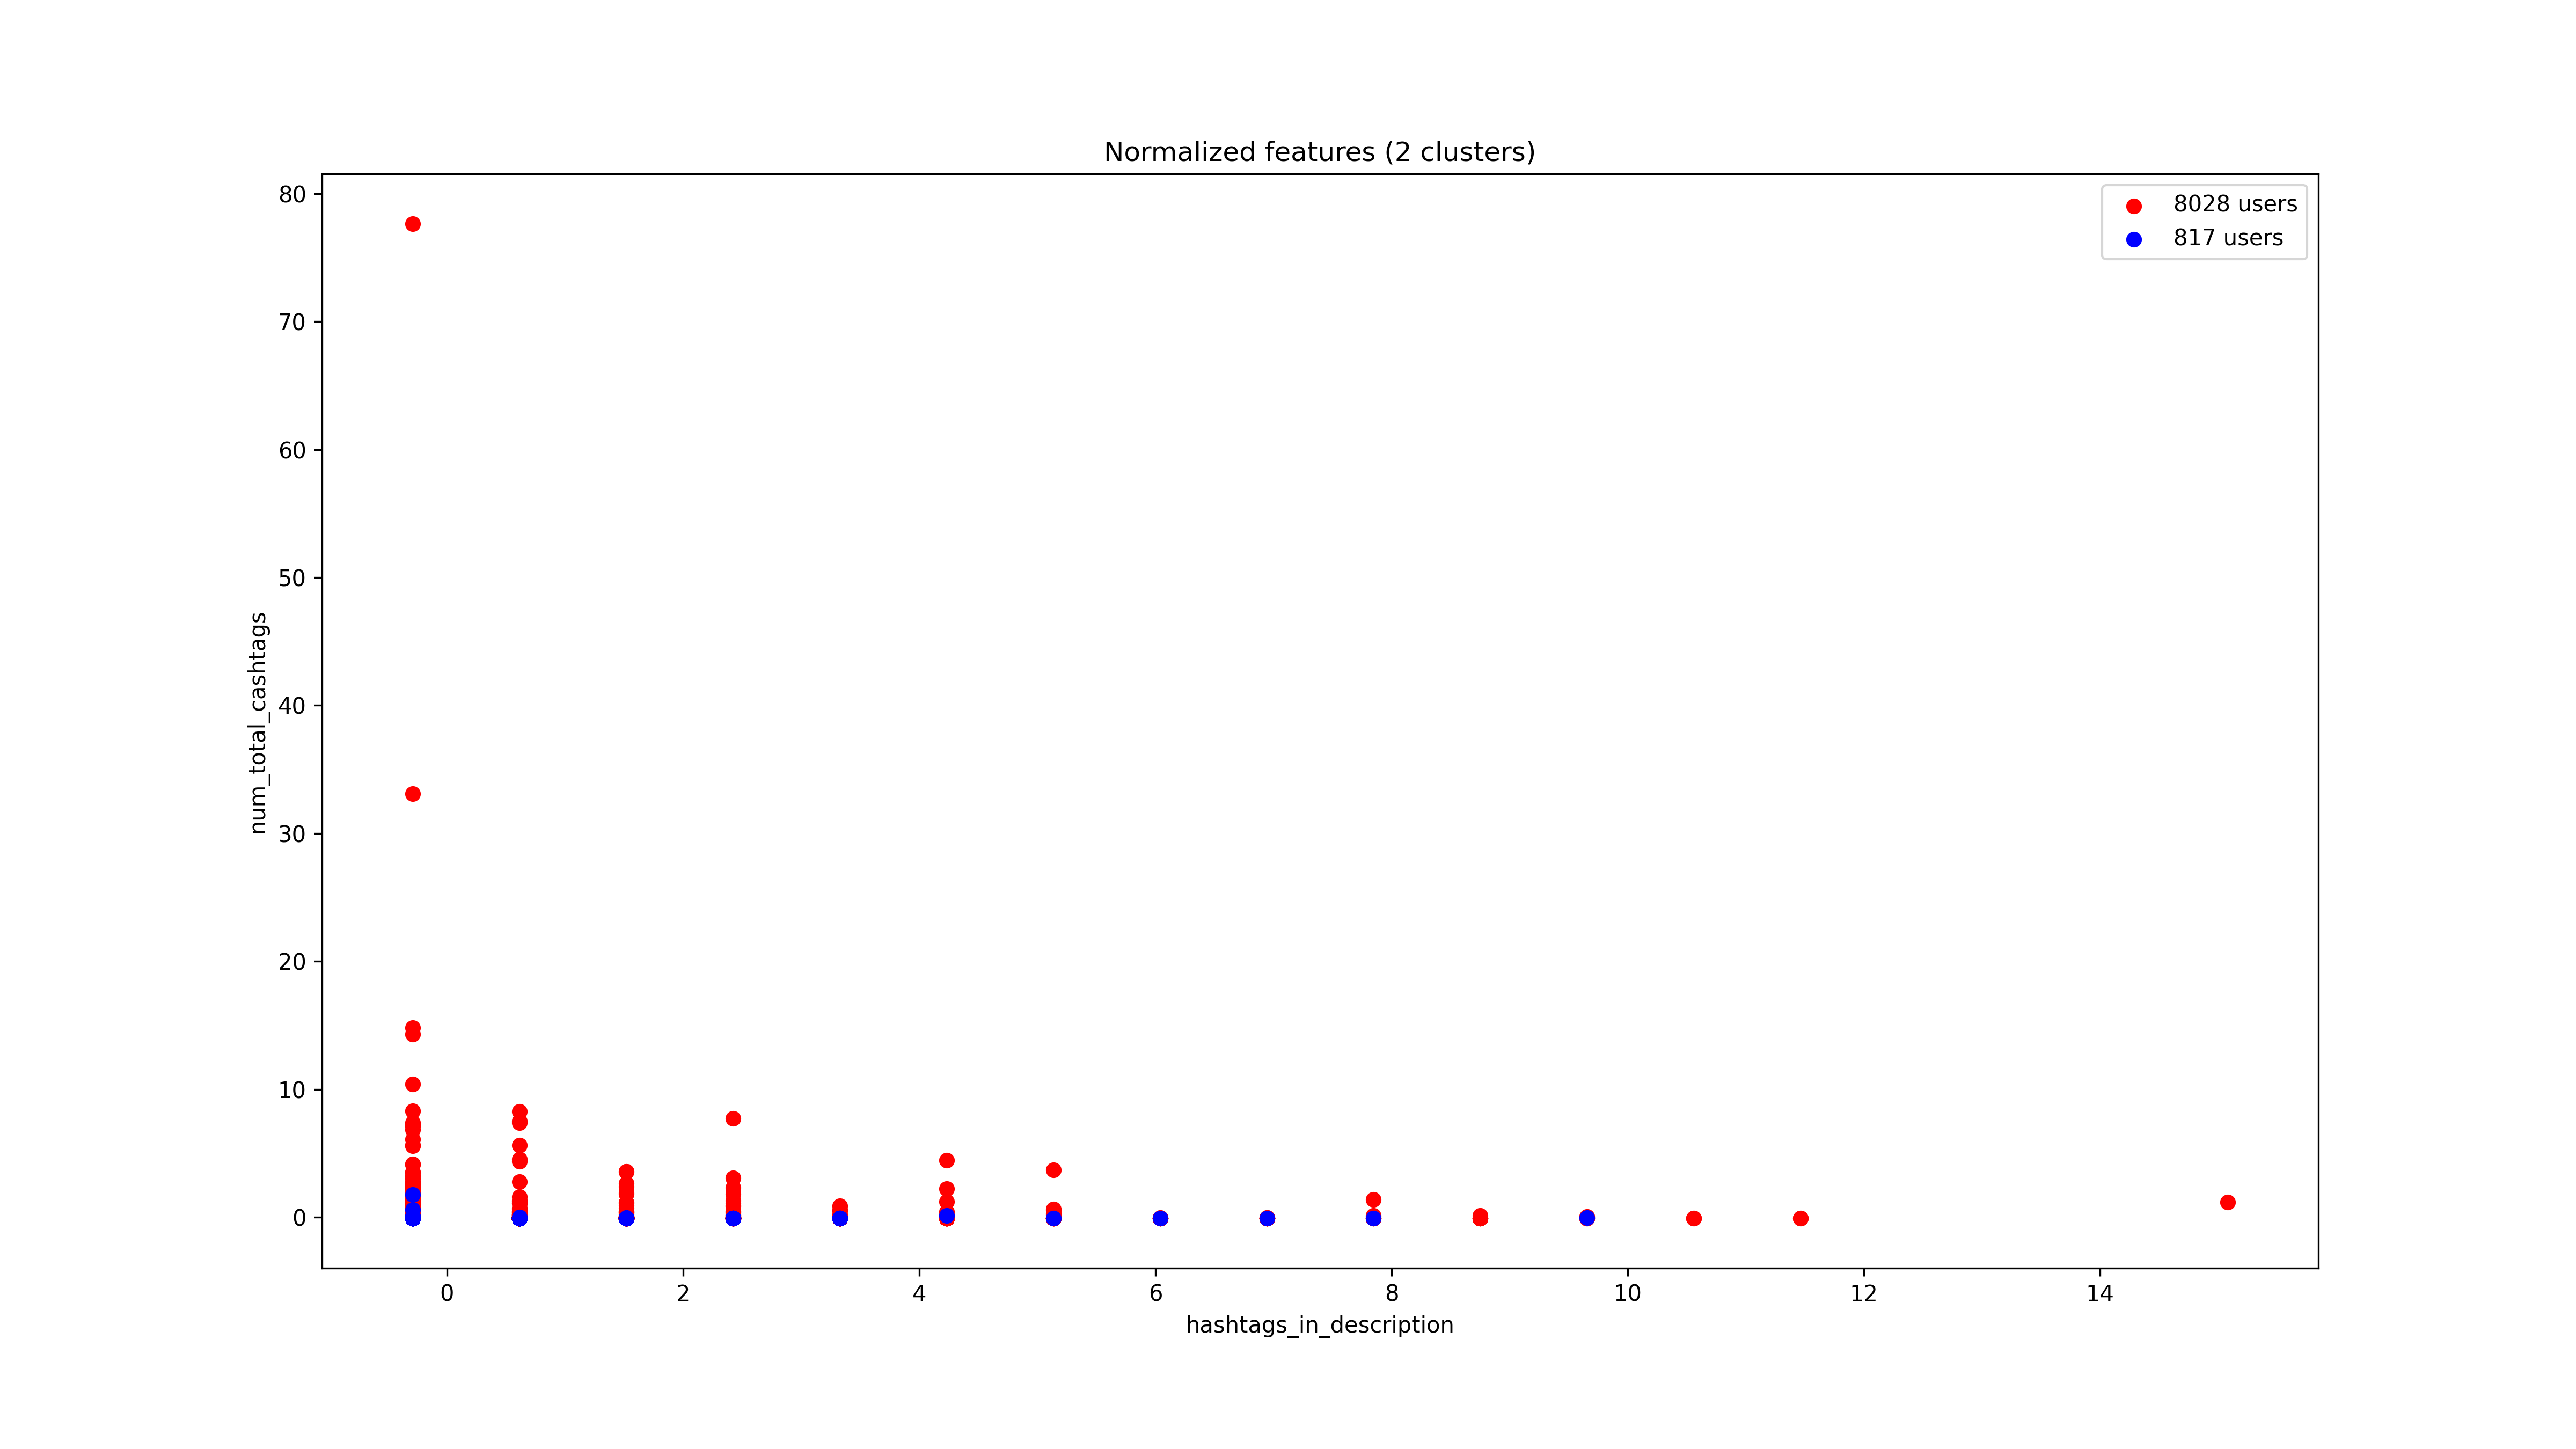 Normalized features (2 clusters)
8028 users
817 users
80
70
60
50
40
30
20
10
0
num_total_cashtags
0 2 4 6 8 10 12 14
hashtags_in_description